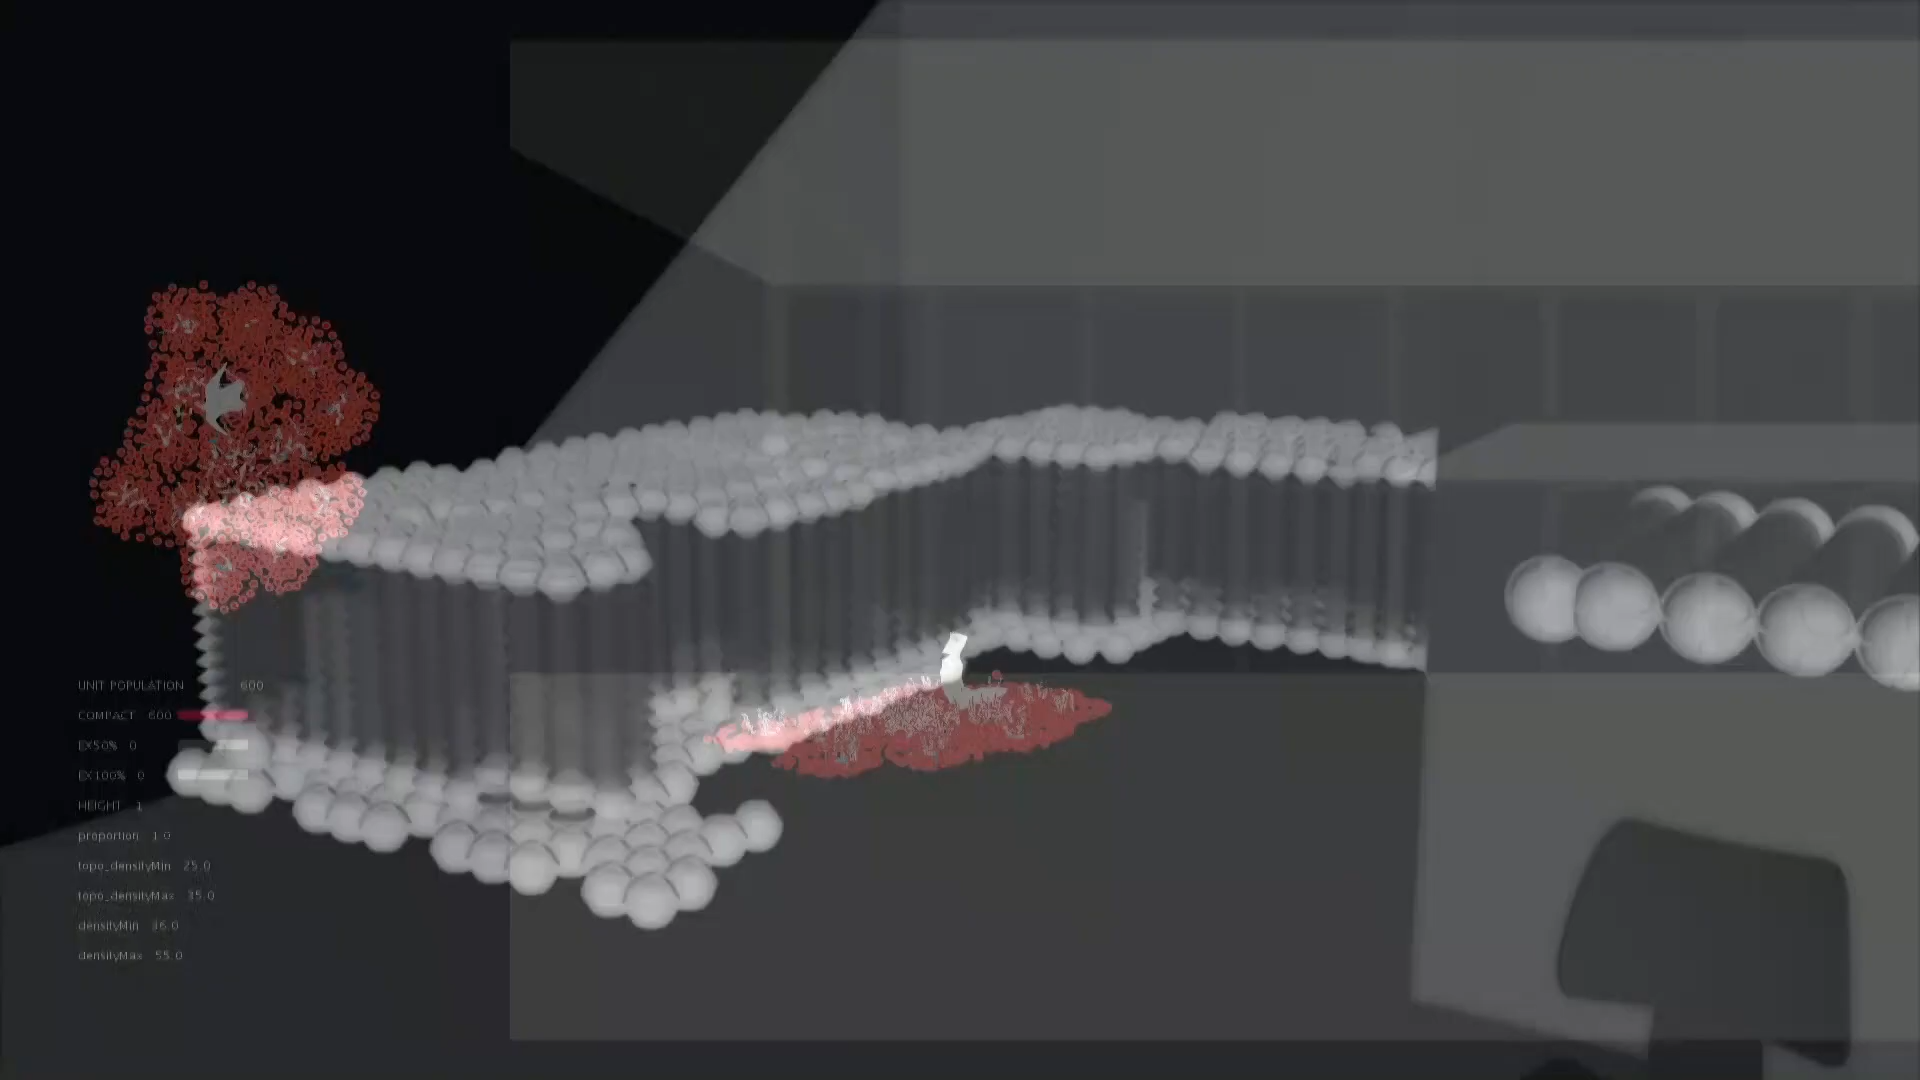 UNIT POPULATION 600
COMPACT 600
EX50% 0
EX100% 0
HEIGHT 1
proportion 1.0
topo_densityMin 25.0
topo_densityMax 35.0
densityMin 36.0
densityMax 55.0